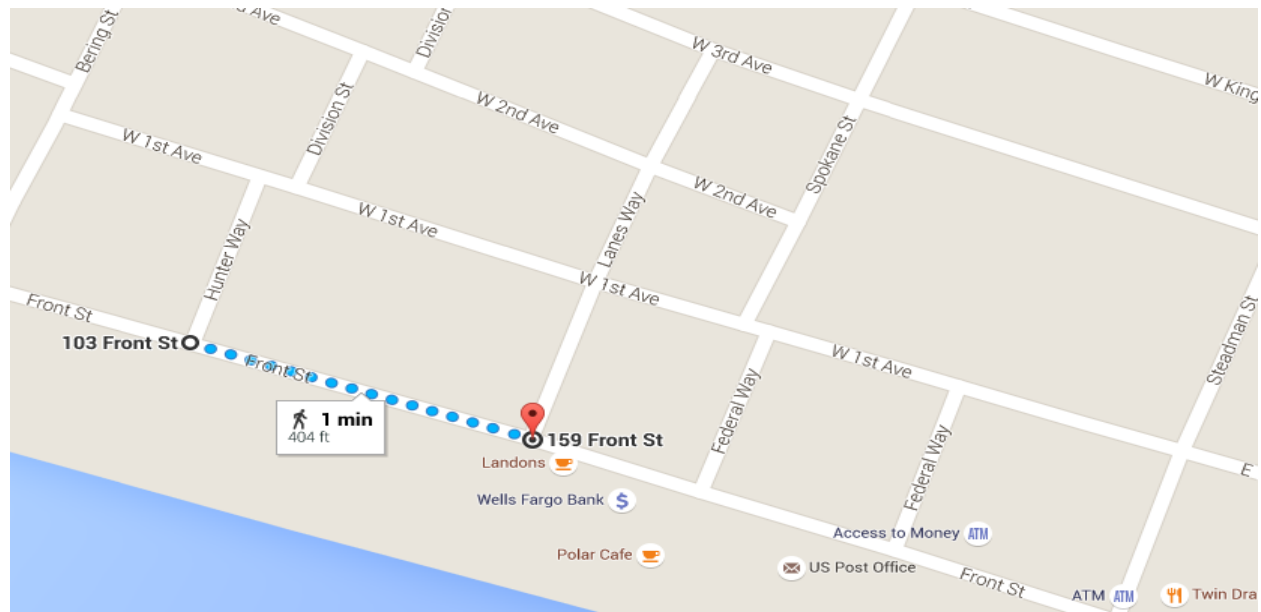 Bering St
Ave
Divisio
W 3rd Ave
W King
W 2nd Ave
Division St
W 1st Ave
Spokane St
W 2nd Ave
Lanes Way
W 1st Ave
Hunter Way
W 1st Ave
Front St
103 Front St
Front St
Steadman St
W 1st Ave
1 min
404 ft
Federal Way
159 Front St
Landons
Federal Way
E
Wells Fargo Bank
$
Access to Money ATM
Polar Cafe
US Post Office
Front St
ATM ATM
Twin Dra